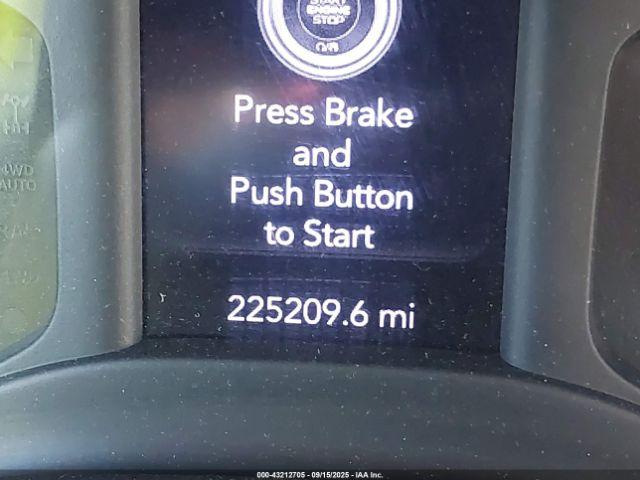 START
ENGINE
STOP
Press Brake
and
Push Button
to Start
225209.6 mi
4WD
AUTO
000-43212705 - 09/15/2025 - IAA Inc.